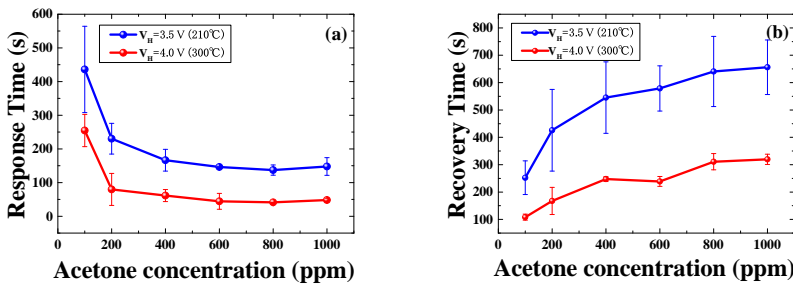 (a)
V_H=3.5 V (210℃)
V_H=4.0 V (300℃)
600
500
400
300
200
100
0
Response Time (s)
0 200 400 600 800 1000
Acetone concentration (ppm)
(b)
V_H=3.5 V (210℃)
V_H=4.0 V (300℃)
800
700
600
500
400
300
200
100
Recovery Time (s)
0 200 400 600 800 1000
Acetone concentration (ppm)